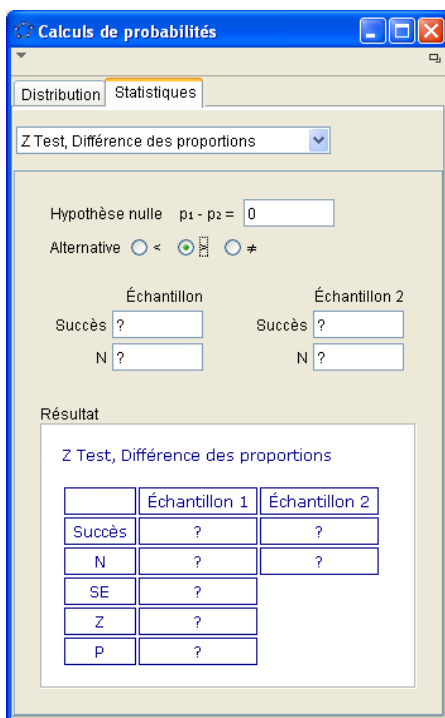 Calculs de probabilités
Distribution Statistiques
Z Test, Différence des proportions
Hypothèse nulle p1 - p2 = 0
Alternative < > ≠
Échantillon Échantillon 2
Succès ? Succès ?
N ? N ?
Résultat
Z Test, Différence des proportions
Échantillon 1 Échantillon 2
Succès ? ?
N ? ?
SE ?
Z ?
P ?